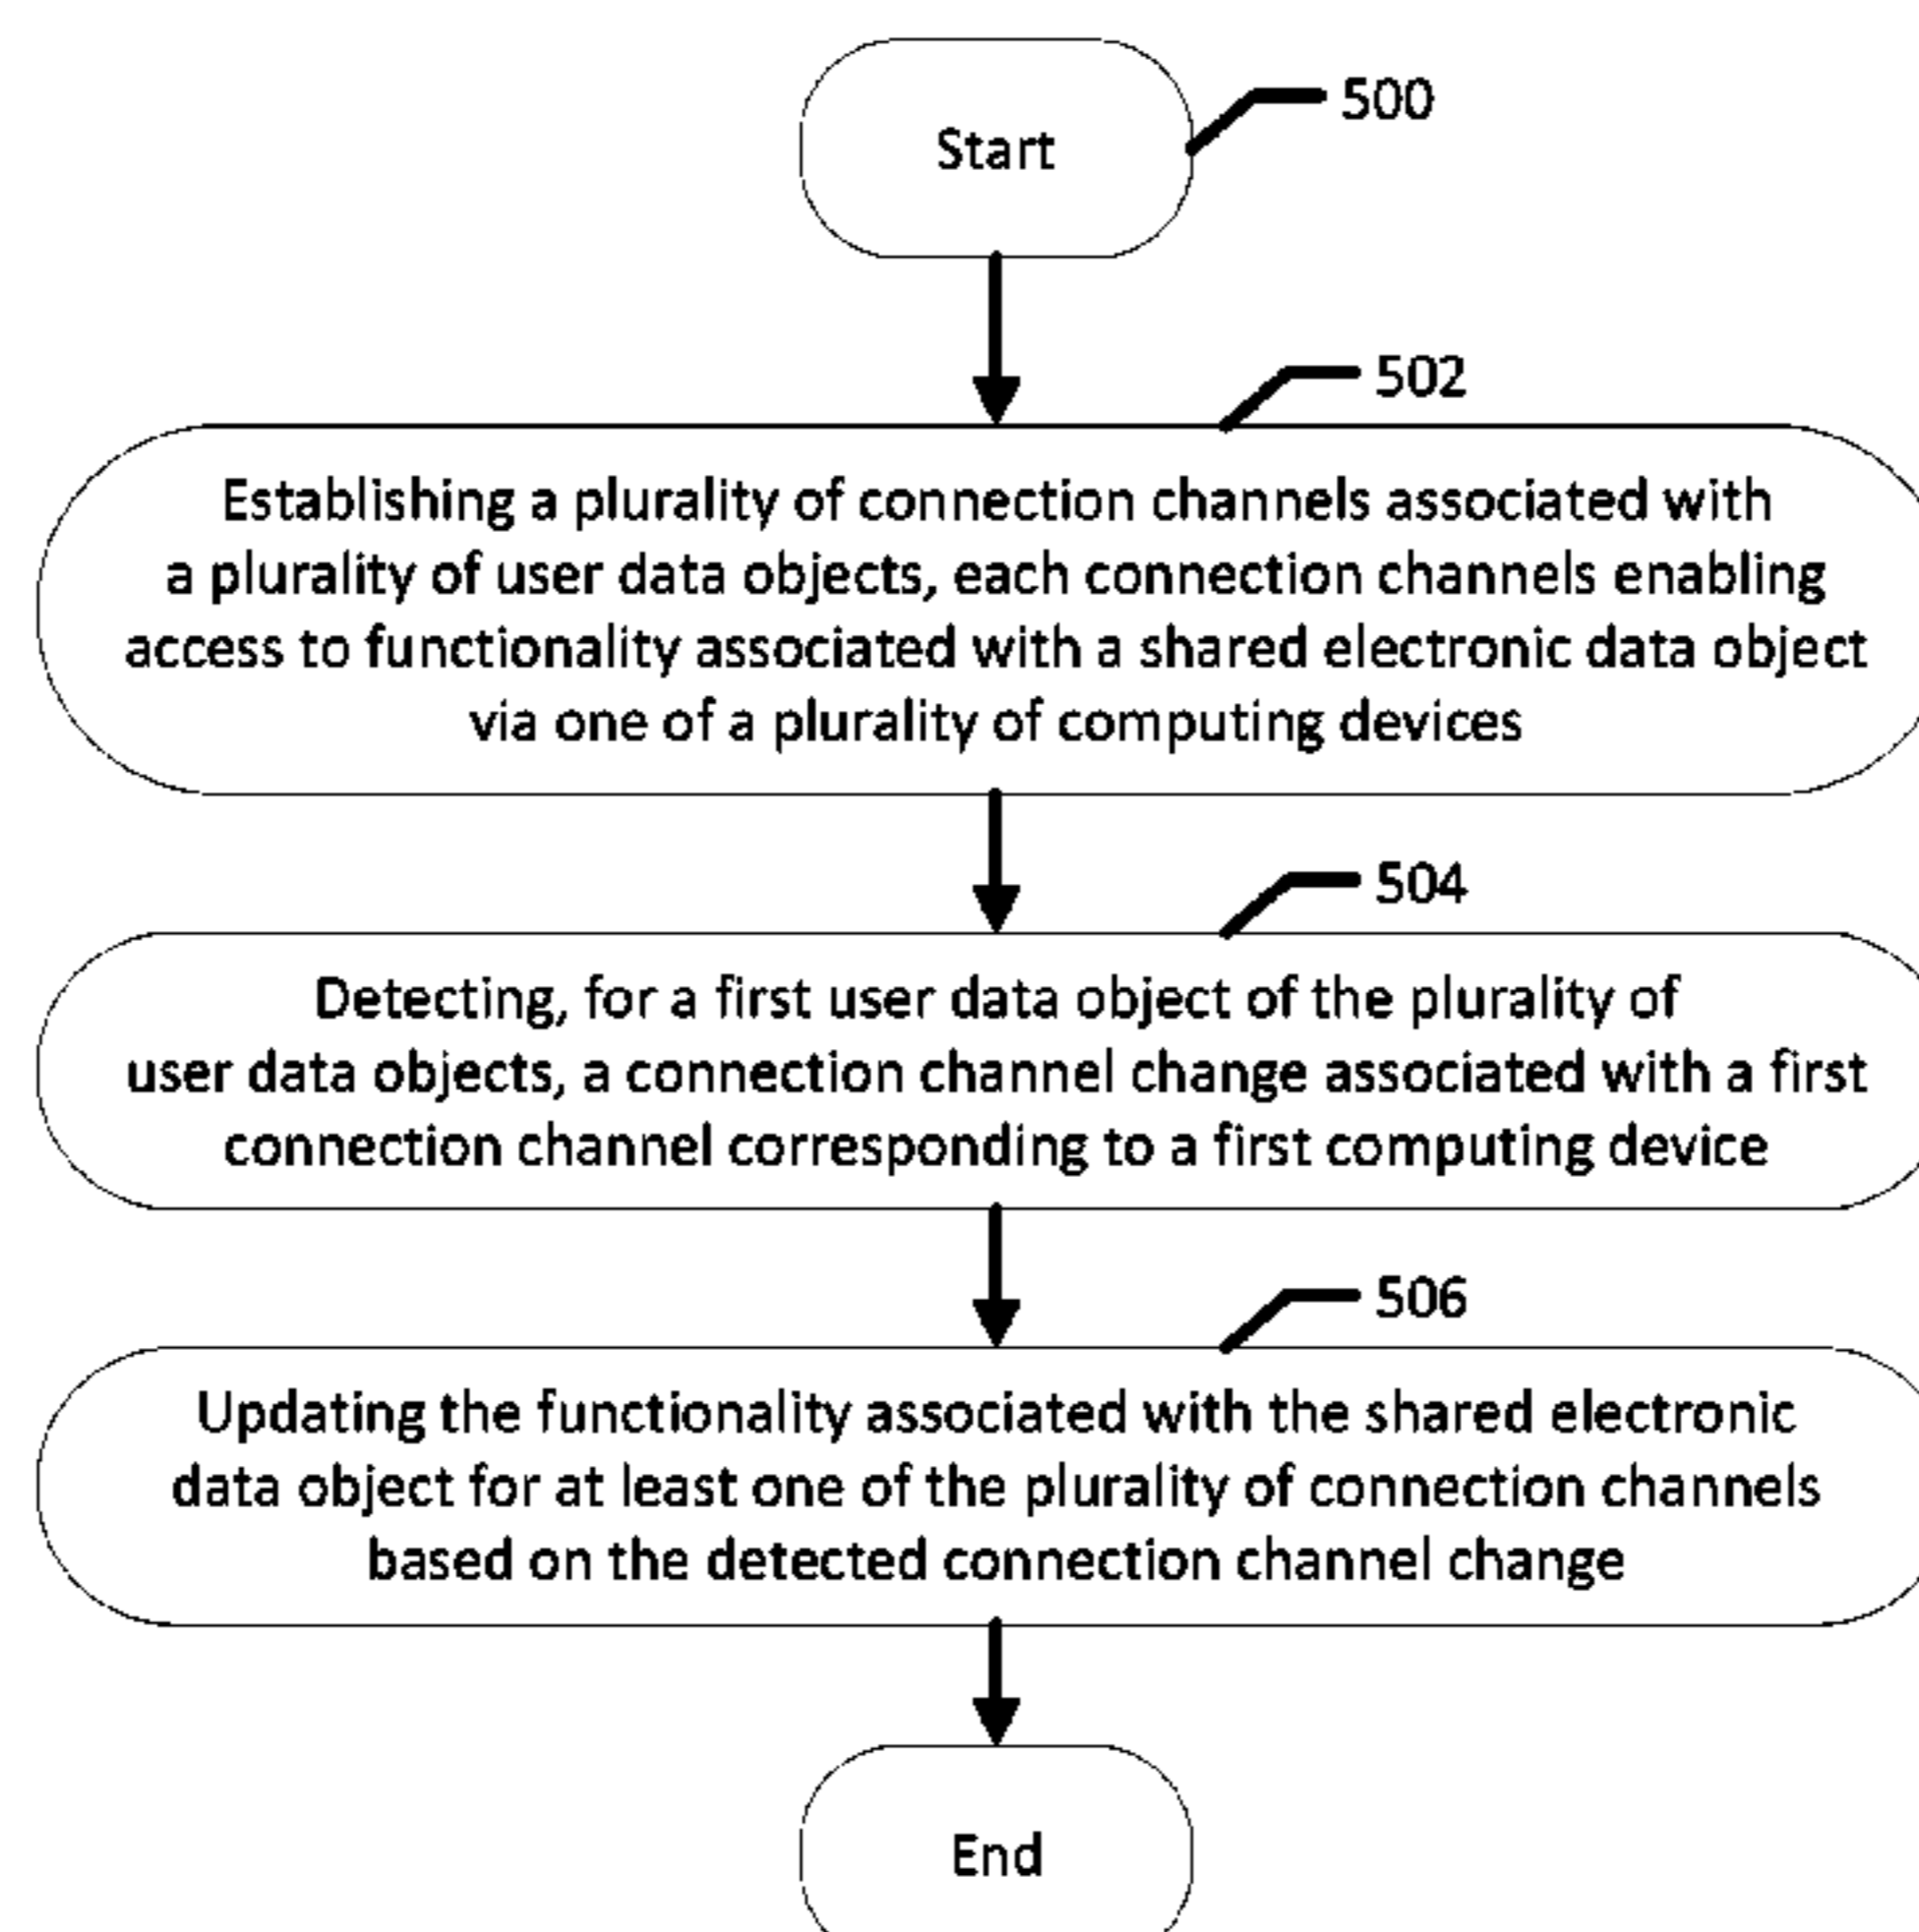 500
Start
502
Establishing a plurality of connection channels associated with
a plurality of user data objects, each connection channels enabling
access to functionality associated with a shared electronic data object
via one of a plurality of computing devices
504
Detecting, for a first user data object of the plurality of
user data objects, a connection channel change associated with a first
connection channel corresponding to a first computing device
506
Updating the functionality associated with the shared electronic
data object for at least one of the plurality of connection channels
based on the detected connection channel change
End